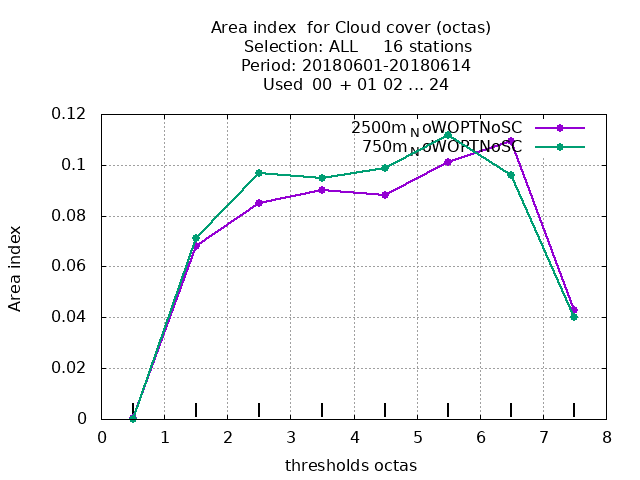 Area index  for Cloud cover (octas)
Selection: ALL     16 stations
Period: 20180601-20180614
Used  00 + 01 02 ... 24
2500mNoWOPTNoSC
750mNoWOPTNoSC
0.12
0.1
0.08
0.06
0.04
0.02
0
Area index
0 1 2 3 4 5 6 7 8
thresholds octas